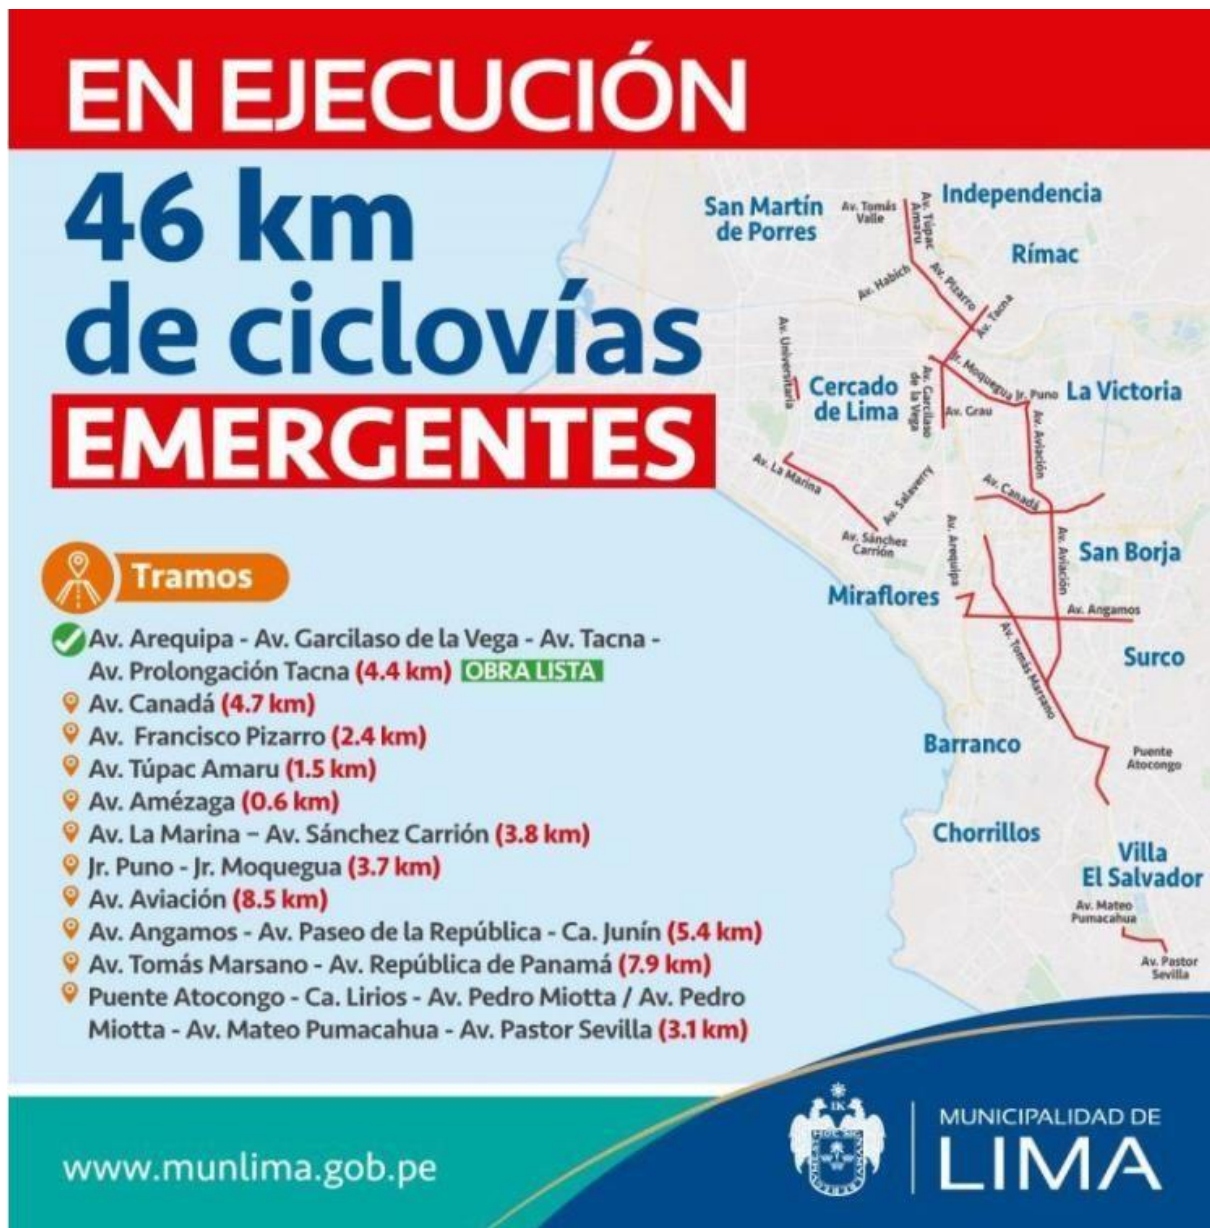 EN EJECUCIÓN
46 km
de ciclovías
EMERGENTES
Tramos
Av. Arequipa - Av. Garcilaso de la Vega - Av. Tacna -
Av. Prolongación Tacna (4.4 km) OBRA LISTA
Av. Canadá (4.7 km)
Av. Francisco Pizarro (2.4 km)
Av. Túpac Amaru (1.5 km)
Av. Amézaga (0.6 km)
Av. La Marina – Av. Sánchez Carrión (3.8 km)
Jr. Puno - Jr. Moquegua (3.7 km)
Av. Aviación (8.5 km)
Av. Angamos - Av. Paseo de la República - Ca. Junín (5.4 km)
Av. Tomás Marsano - Av. República de Panamá (7.9 km)
Puente Atocongo - Ca. Lirios - Av. Pedro Miotta / Av. Pedro
Miotta - Av. Mateo Pumacahua - Av. Pastor Sevilla (3.1 km)
San Martín
de Porres
Av. Tomás
Valle
Av. Túpac
Amaru
Independencia
Rímac
Av. Habich
Av. Pizarro
Av. Tacna
Av. Universitaria
Cercado
de Lima
Av. Garcilaso
de la Vega
Jr. Moquegua
Jr. Puno
La Victoria
Av. Grau
Av. Aviación
Av. La Marina
Av. Salaverry
Av. Canadá
Av. Sánchez
Carrión
Av. Arequipa
Av. Aviación
San Borja
Miraflores
Av. Angamos
Av. Tomás Marsano
Surco
Barranco
Puente
Atocongo
Chorrillos
Villa
El Salvador
Av. Mateo
Pumacahua
Av. Pastor
Sevilla
www.munlima.gob.pe
MUNICIPALIDAD DE
LIMA